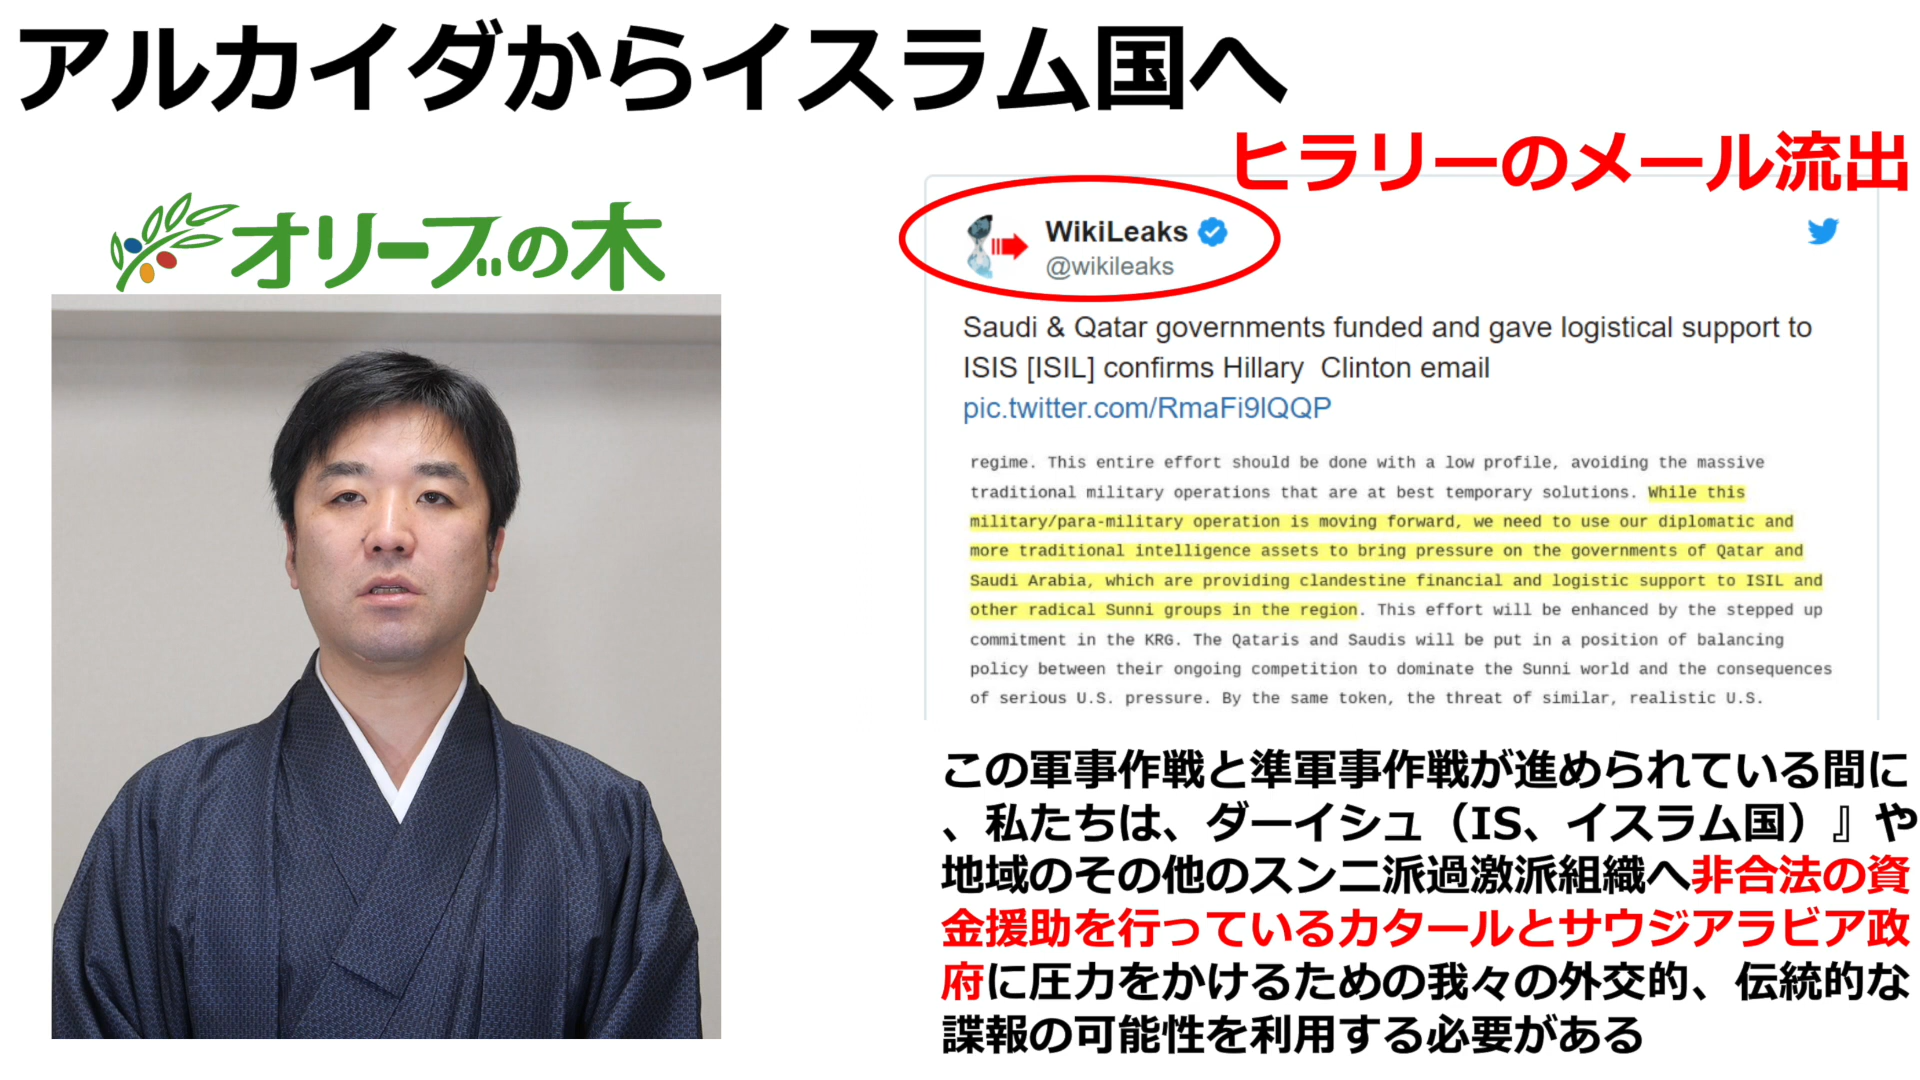 アルカイダからイスラム国へ
ヒラリーのメール流出
オリーブの木
WikiLeaks
@wikileaks
Saudi & Qatar governments funded and gave logistical support to
ISIS [ISIL] confirms Hillary Clinton email
pic.twitter.com/RmaFi9lQQP
regime. This entire effort should be done with a low profile, avoiding the massive
traditional military operations that are at best temporary solutions. While this
military/para-military operation is moving forward, we need to use our diplomatic and
more traditional intelligence assets to bring pressure on the governments of Qatar and
Saudi Arabia, which are providing clandestine financial and logistic support to ISIL and
other radical Sunni groups in the region. This effort will be enhanced by the stepped up
commitment in the KRG. The Qataris and Saudis will be put in a position of balancing
policy between their ongoing competition to dominate the Sunni world and the consequences
of serious U.S. pressure. By the same token, the threat of similar, realistic U.S.
この軍事作戦と準軍事作戦が進められている間に
、私たちは、ダーイシュ（IS、イスラム国）』や
地域のその他のスンニ派過激派組織へ非合法の資
金援助を行っているカタールとサウジアラビア政
府に圧力をかけるための我々の外交的、伝統的な
諜報の可能性を利用する必要がある